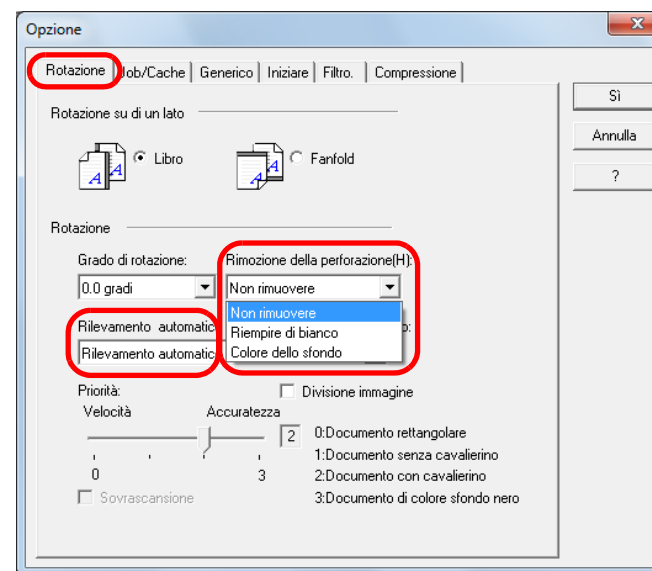 Opzione
Rotazione Job/Cache Generico Iniziare Filtro. Compressione
Sì
Annulla
?
Rotazione su di un lato
A A Libro
A A Fanfold
Rotazione
Grado di rotazione: Rimozione della perforazione(H):
0.0 gradi Non rimuovere
Non rimuovere
Riempire di bianco
Colore dello sfondo
Rilevamento automatic
Rilevamento automatic
Priorità: Divisione immagine
Velocità Accuratezza
2
0 3
0:Documento rettangolare
1:Documento senza cavalierino
2:Documento con cavalierino
3:Documento di colore sfondo nero
Sovrascansione